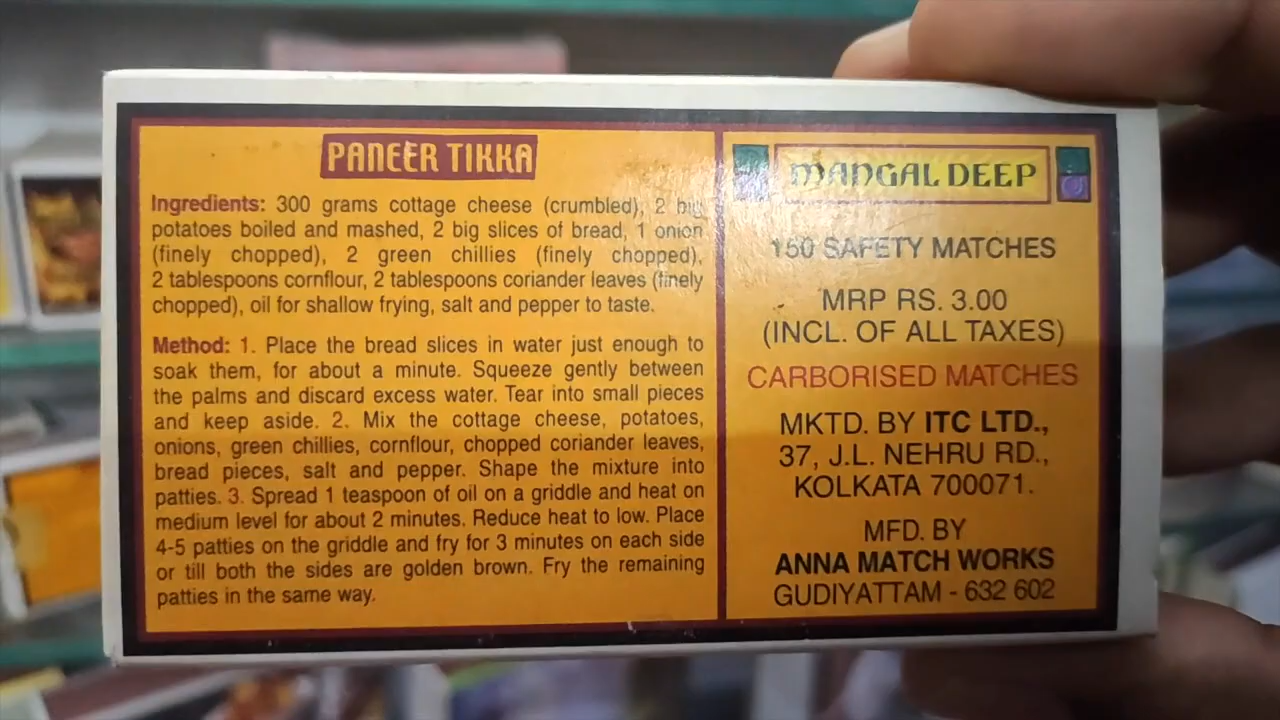 PANEER TIKKA
Ingredients: 300 grams cottage cheese (crumbled), 2 big
potatoes boiled and mashed, 2 big slices of bread, 1 onion
(finely chopped), 2 green chillies (finely chopped),
2 tablespoons cornflour, 2 tablespoons coriander leaves (finely
chopped), oil for shallow frying, salt and pepper to taste.
Method: 1. Place the bread slices in water just enough to
soak them, for about a minute. Squeeze gently between
the palms and discard excess water. Tear into small pieces
and keep aside. 2. Mix the cottage cheese, potatoes,
onions, green chillies, cornflour, chopped coriander leaves,
bread pieces, salt and pepper. Shape the mixture into
patties. 3. Spread 1 teaspoon of oil on a griddle and heat on
medium level for about 2 minutes. Reduce heat to low. Place
4-5 patties on the griddle and fry for 3 minutes on each side
or till both the sides are golden brown. Fry the remaining
patties in the same way.
MANGAL DEEP
150 SAFETY MATCHES
MRP RS. 3.00
(INCL. OF ALL TAXES)
CARBORISED MATCHES
MKTD. BY ITC LTD.,
37, J.L. NEHRU RD.,
KOLKATA 700071.
MFD. BY
ANNA MATCH WORKS
GUDIYATTAM - 632 602